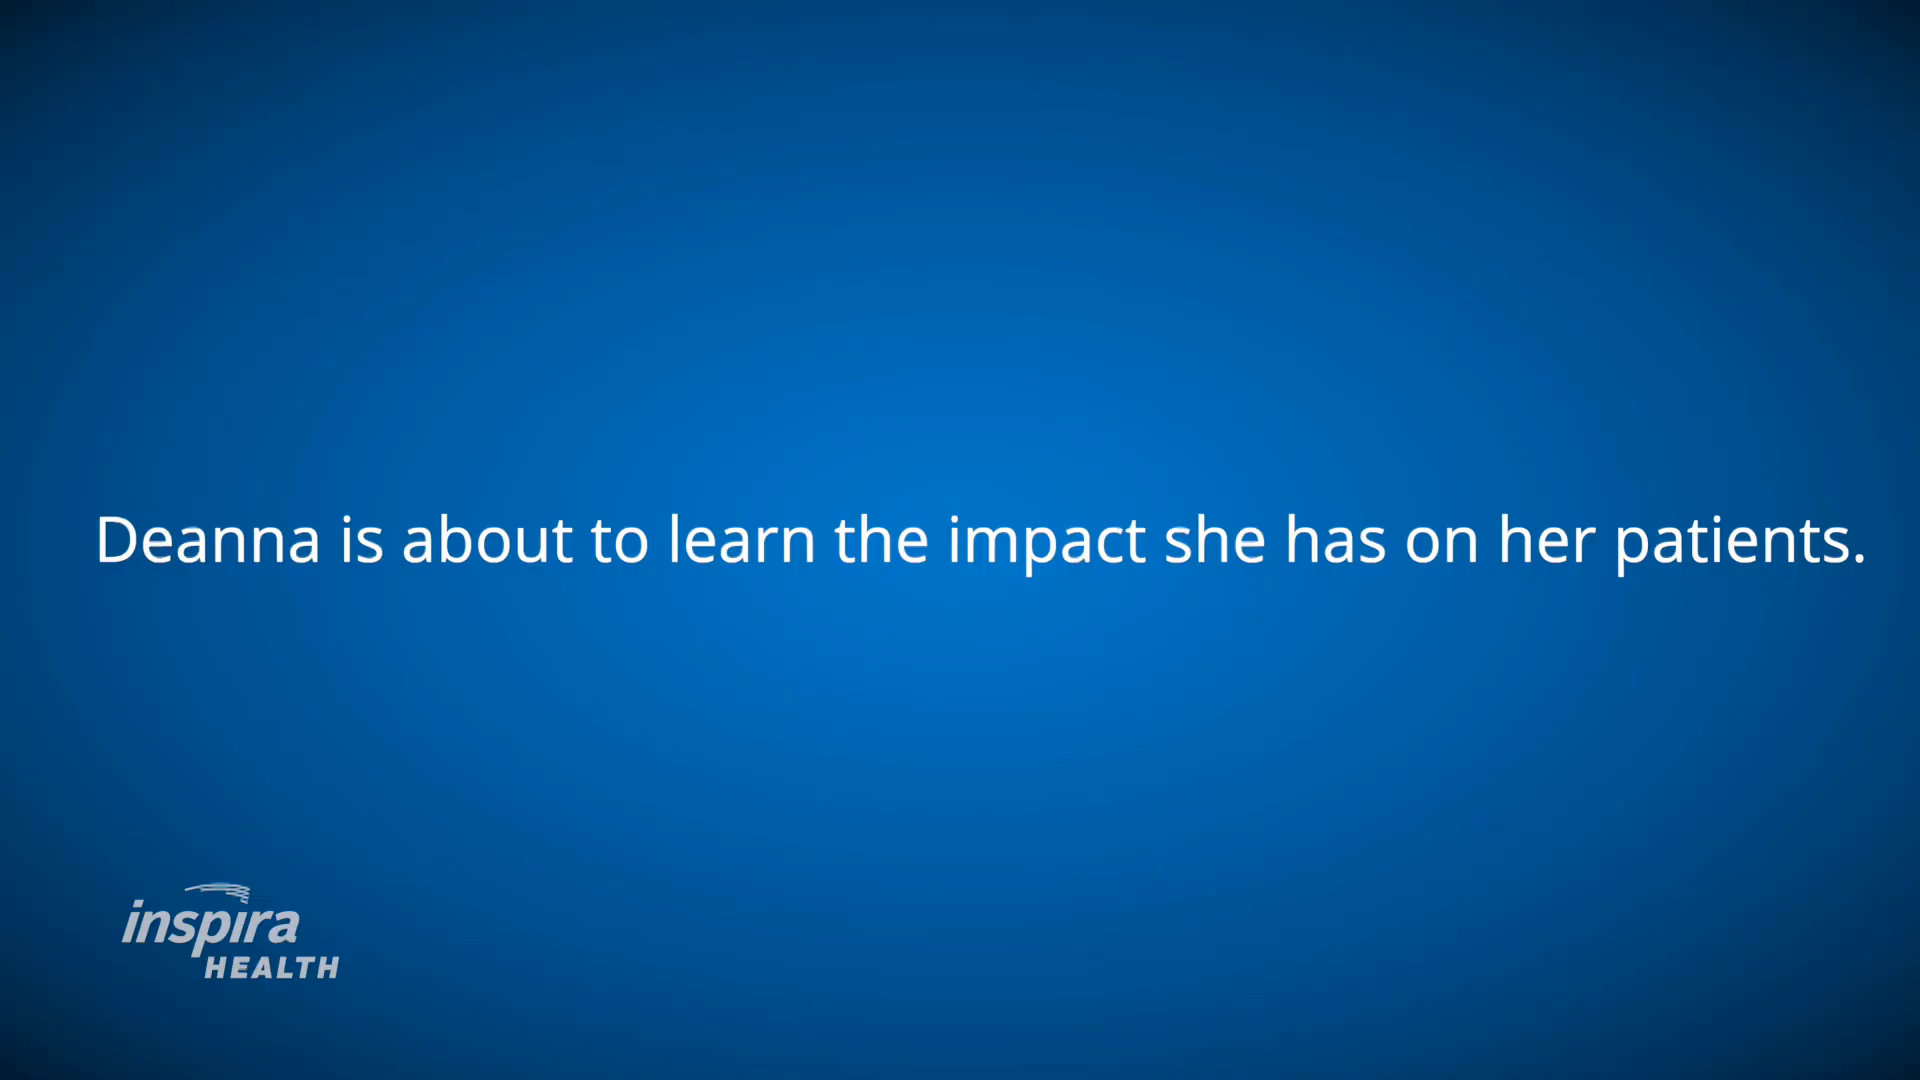 Deanna is about to learn the impact she has on her patients.
inspira
HEALTH